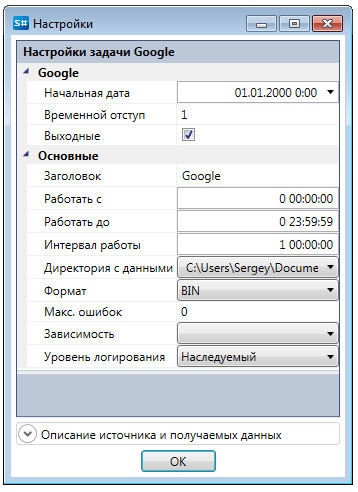 S# Настройки
Настройки задачи Google
Google
Начальная дата 01.01.2000 0:00
Временной отступ 1
Выходные
Основные
Заголовок Google
Работать с 0 00:00:00
Работать до 0 23:59:59
Интервал работы 1 00:00:00
Директория с данными C:\Users\Sergey\Docume
Формат BIN
Макс. ошибок 0
Зависимость
Уровень логирования Наследуемый
Описание источника и получаемых данных
OK